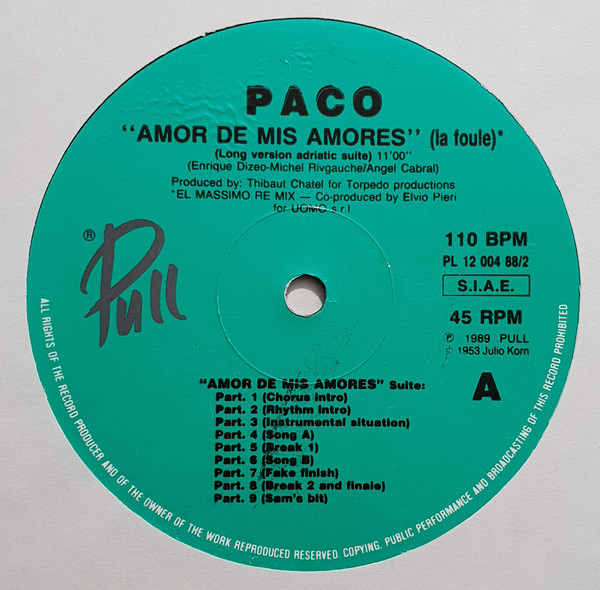 PACO
"AMOR DE MIS AMORES" (la foule)*
(Long version adriatic suite) 11'00"
(Enrique Dizeo-Michel Rivgauche/Angel Cabral)
Produced by: Thibaut Chatel for Torpedo productions
*EL MASSIMO RE MIX — Co-produced by Elvio Pieri
for UOMO s r l
® Pull
110 BPM
PL 12 004 88/2
S.I.A.E.
45 RPM
℗ 1989 PULL
© 1953 Julio Korn
A
"AMOR DE MIS AMORES" Suite:
Part. 1 (Chorus intro)
Part. 2 (Rhythm intro)
Part. 3 (Instrumental situation)
Part. 4 (Song A)
Part. 5 (Break 1)
Part. 6 (Song B)
Part. 7 (Fake finish)
Part. 8 (Break 2 and finale)
Part. 9 (Sam's bit)
ALL RIGHTS OF THE RECORD PRODUCER AND OF THE OWNER OF THE WORK REPRODUCED RESERVED. COPYING, PUBLIC PERFORMANCE AND BROADCASTING OF THIS RECORD PROHIBITED